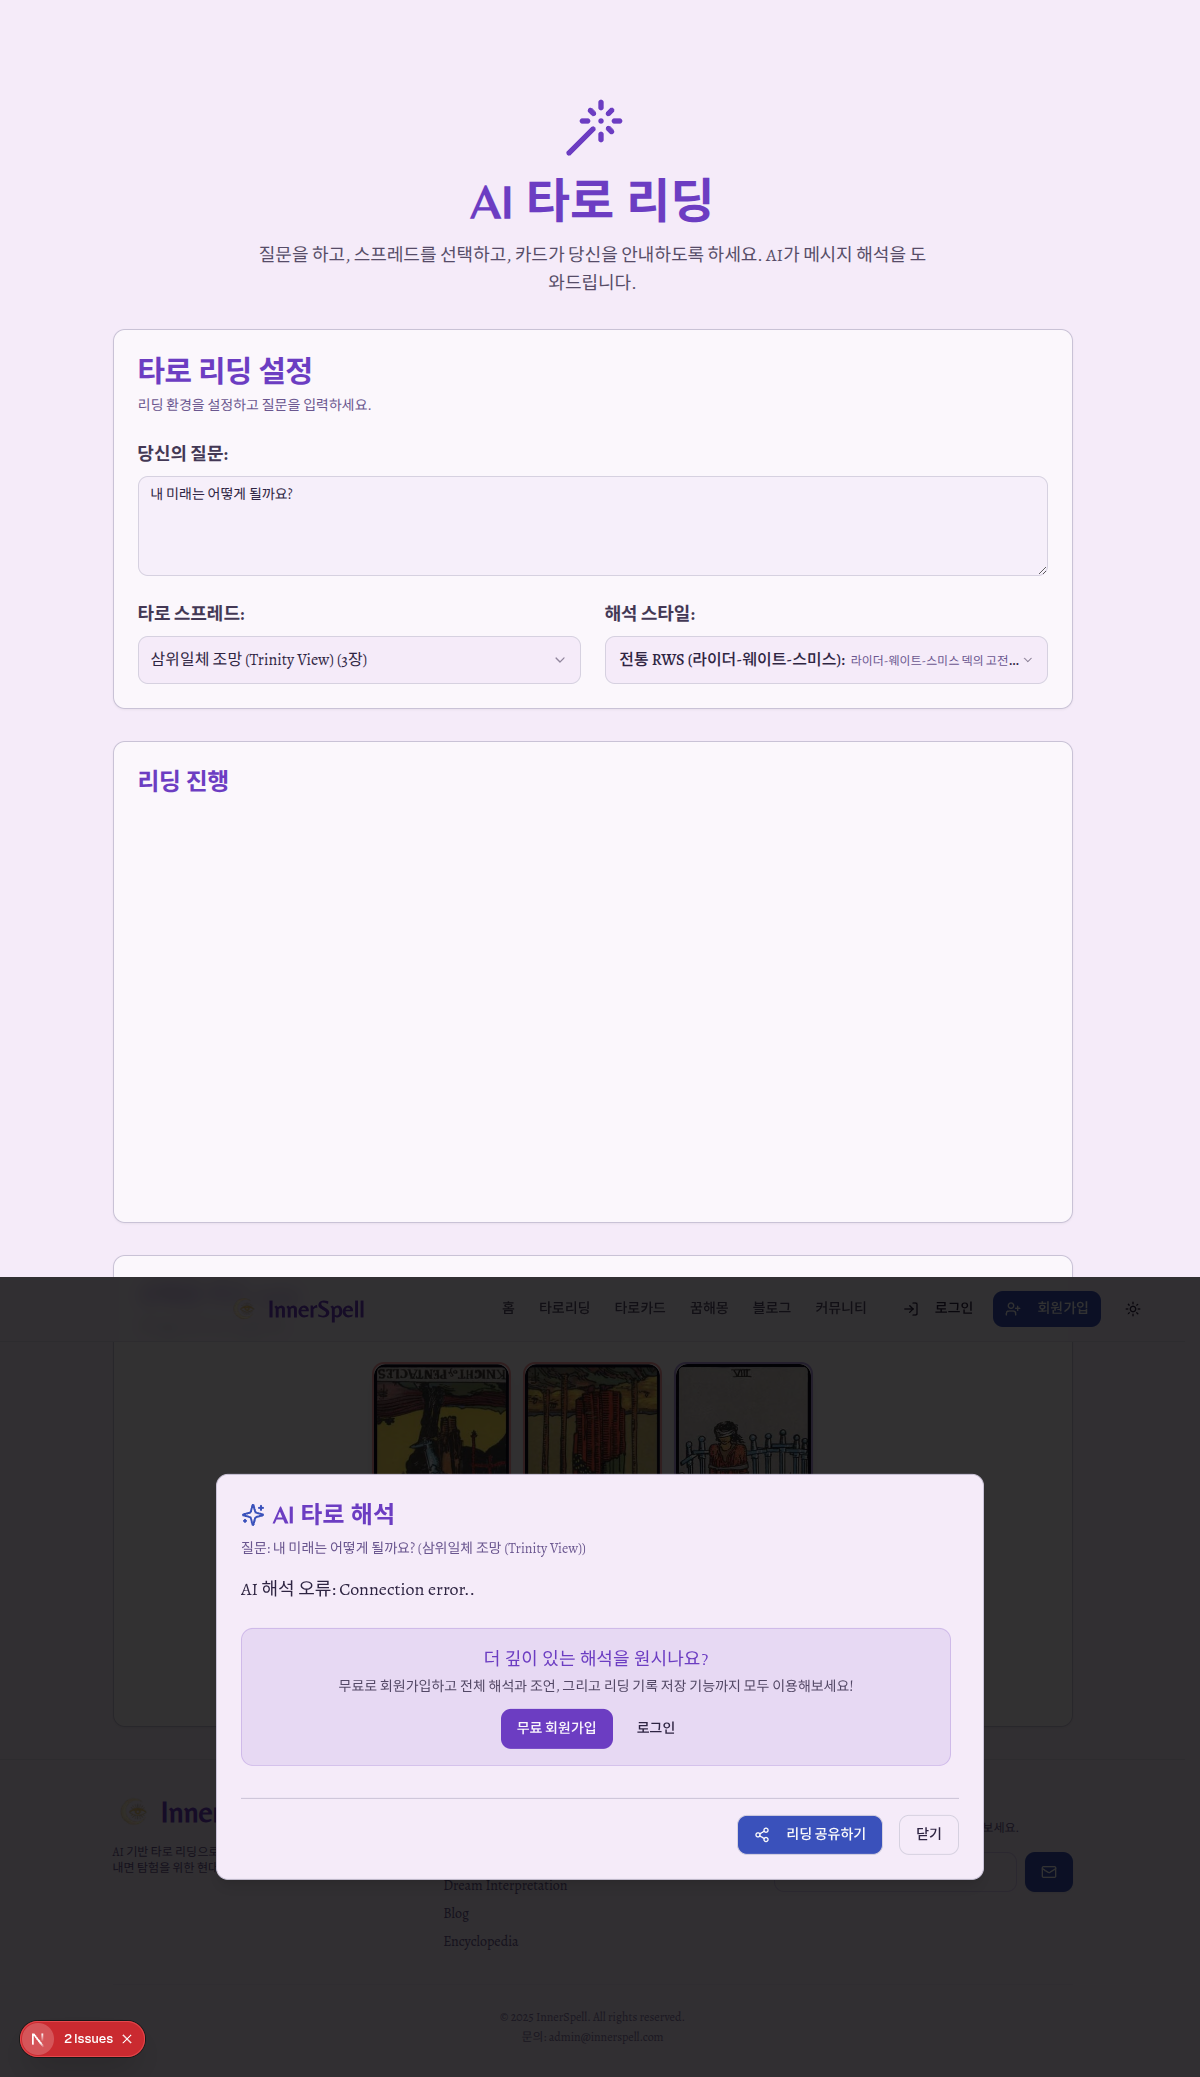 AI 타로 리딩
질문을 하고, 스프레드를 선택하고, 카드가 당신을 안내하도록 하세요. AI가 메시지 해석을 도
와드립니다.
타로 리딩 설정
리딩 환경을 설정하고 질문을 입력하세요.
당신의 질문:
내 미래는 어떻게 될까요?
타로 스프레드:
해석 스타일:
삼위일체 조망 (Trinity View) (3장)
전통 RWS (라이더-웨이트-스미스): 라이더-웨이트-스미스 덱의 고전...
리딩 진행
InnerSpell
홈 타로리딩 타로카드 꿈해몽 블로그 커뮤니티 로그인 회원가입
KNIGHT of PENTACLES
VIII
AI 타로 해석
질문: 내 미래는 어떻게 될까요? (삼위일체 조망 (Trinity View))
AI 해석 오류: Connection error..
더 깊이 있는 해석을 원시나요?
무료로 회원가입하고 전체 해석과 조언, 그리고 리딩 기록 저장 기능까지 모두 이용해보세요!
무료 회원가입 로그인
리딩 공유하기 닫기
Inner
AI 기반 타로 리딩으로
내면 탐험을 위한 현대
보세요.
Dream Interpretation
Blog
Encyclopedia
© 2025 InnerSpell. All rights reserved.
문의: admin@innerspell.com
N 2 Issues